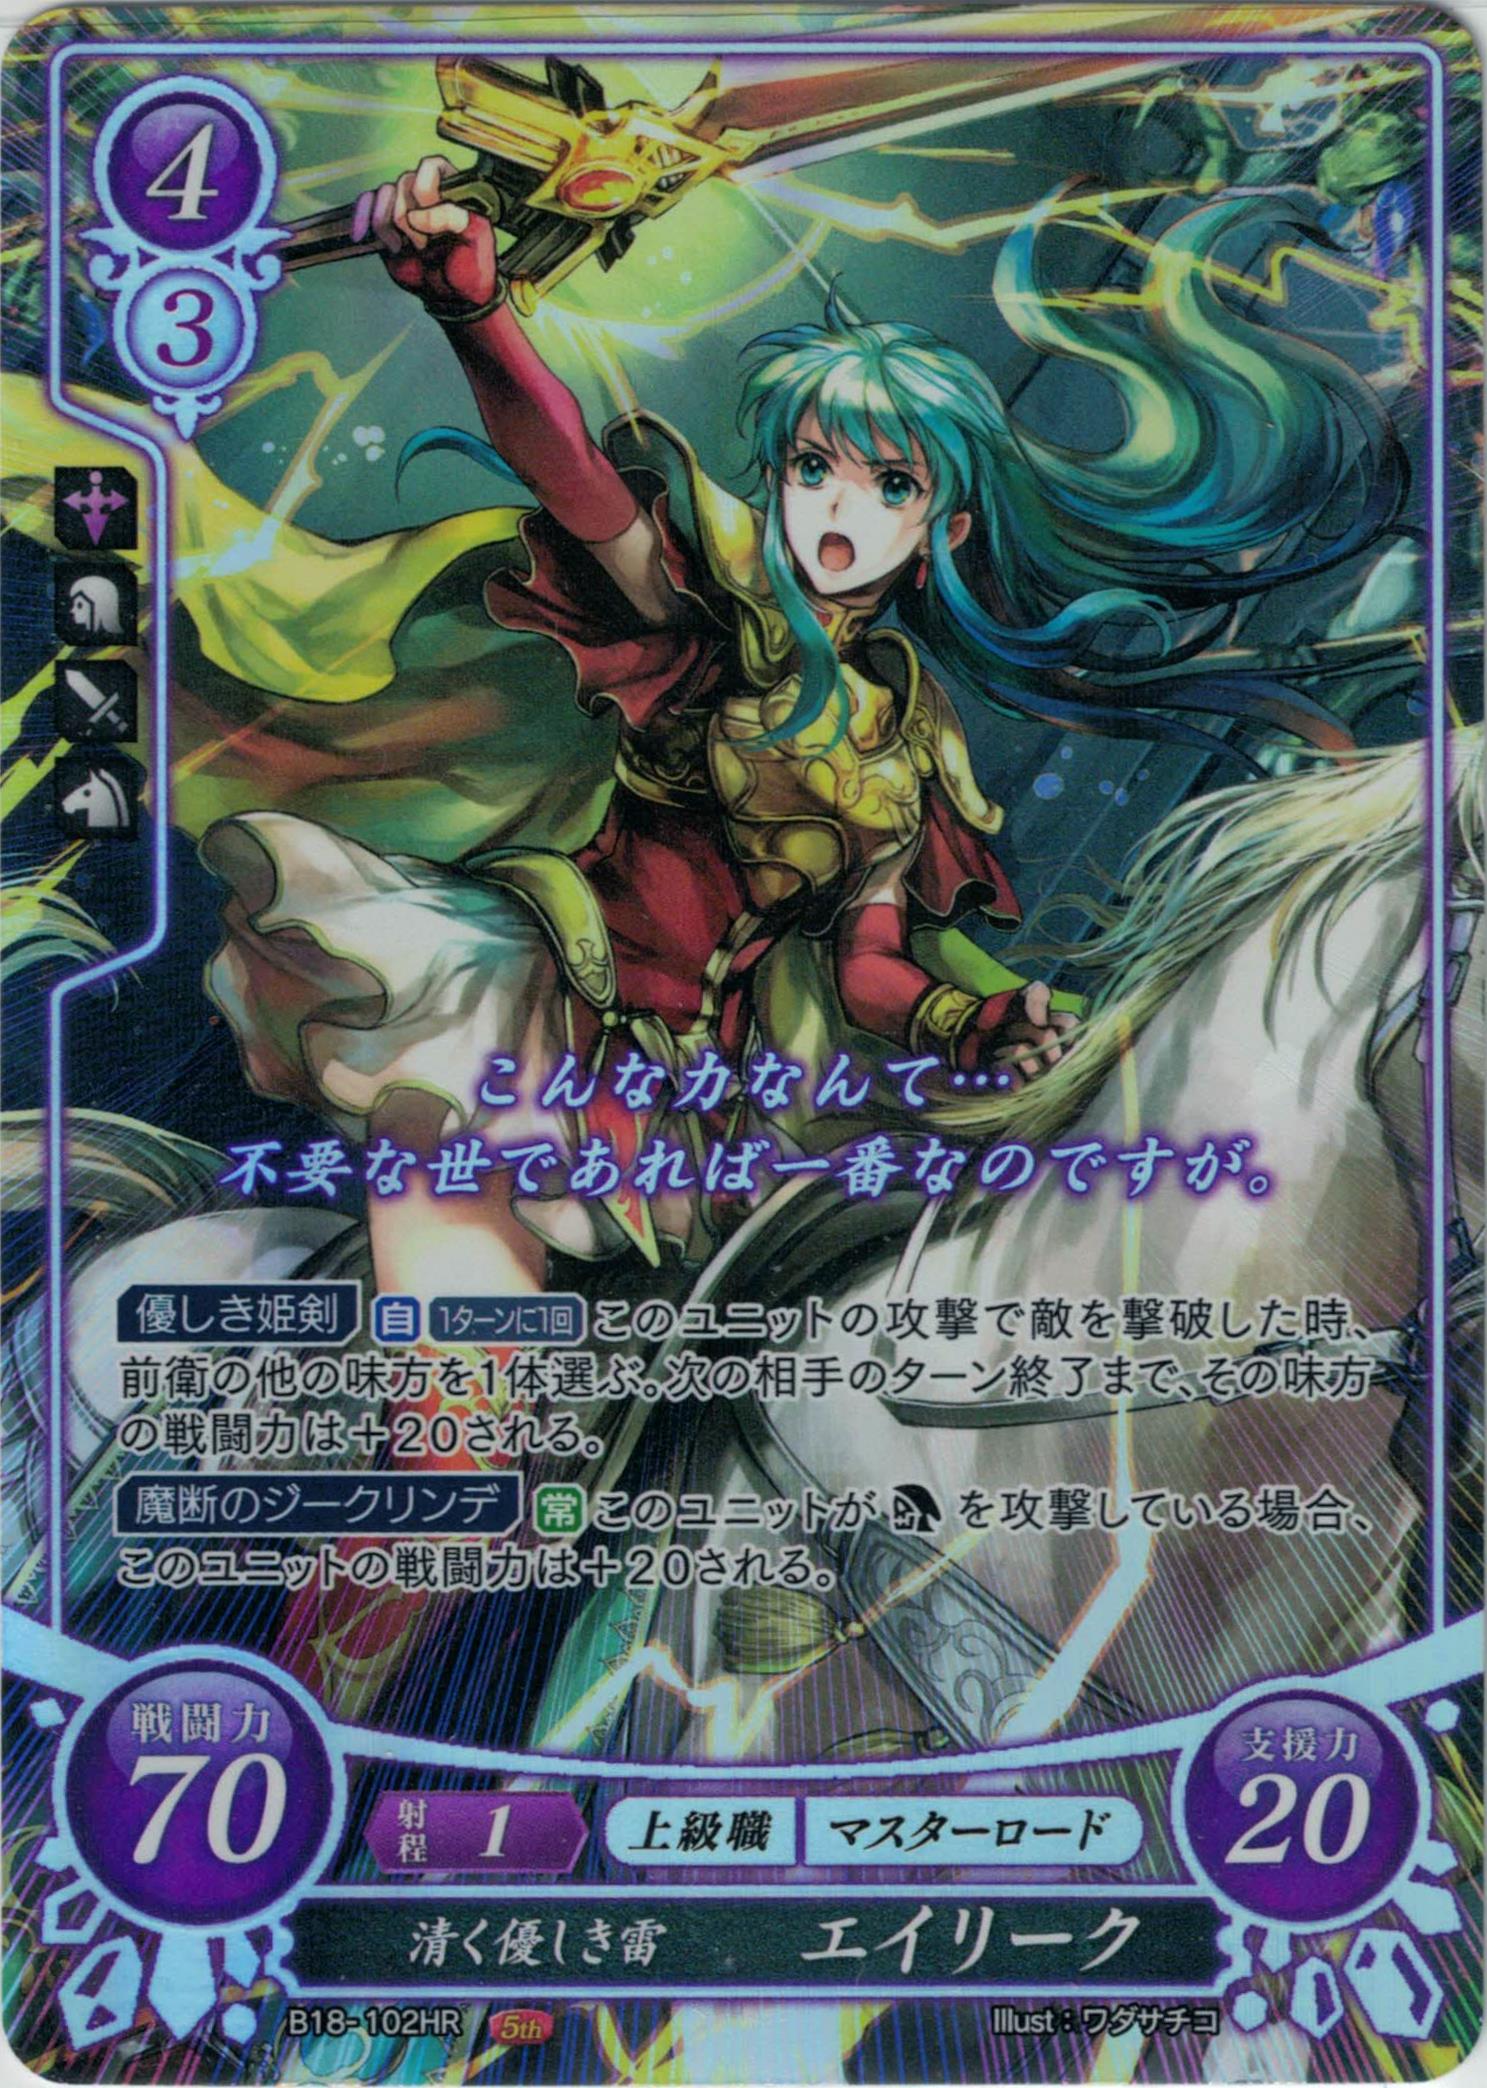 4
3
こんな力なんて…
不要な世であれば一番なのですが。
優しき姫剣 自 1ターンに1回 このユニットの攻撃で敵を撃破した時、
前衛の他の味方を1体選ぶ。次の相手のターン終了まで、その味方
の戦闘力は＋20される。
魔断のジークリンデ 常 このユニットが を攻撃している場合、
このユニットの戦闘力は＋20される。
戦闘力
70
射程 1
上級職 マスターロード
支援力
20
清く優しき雷 エイリーク
B18-102HR 5th Illust：ワダサチコ